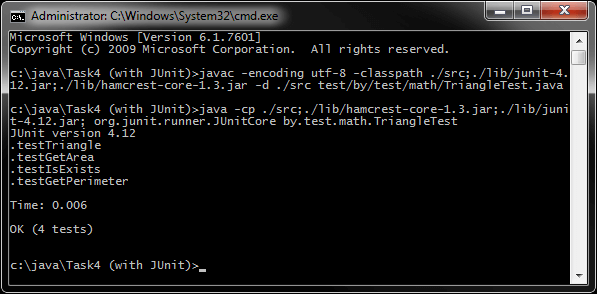 Administrator: C:\Windows\System32\cmd.exe
Microsoft Windows [Version 6.1.7601]
Copyright (c) 2009 Microsoft Corporation.  All rights reserved.
c:\java\Task4 (with JUnit)>javac -encoding utf-8 -classpath ./src;./lib/junit-4.
12.jar;./lib/hamcrest-core-1.3.jar -d ./src test/by/test/math/TriangleTest.java
c:\java\Task4 (with JUnit)>java -cp ./src;./lib/hamcrest-core-1.3.jar;./lib/juni
t-4.12.jar; org.junit.runner.JUnitCore by.test.math.TriangleTest
JUnit version 4.12
.testTriangle
.testGetArea
.testIsExists
.testGetPerimeter
Time: 0.006
OK (4 tests)
c:\java\Task4 (with JUnit)>_